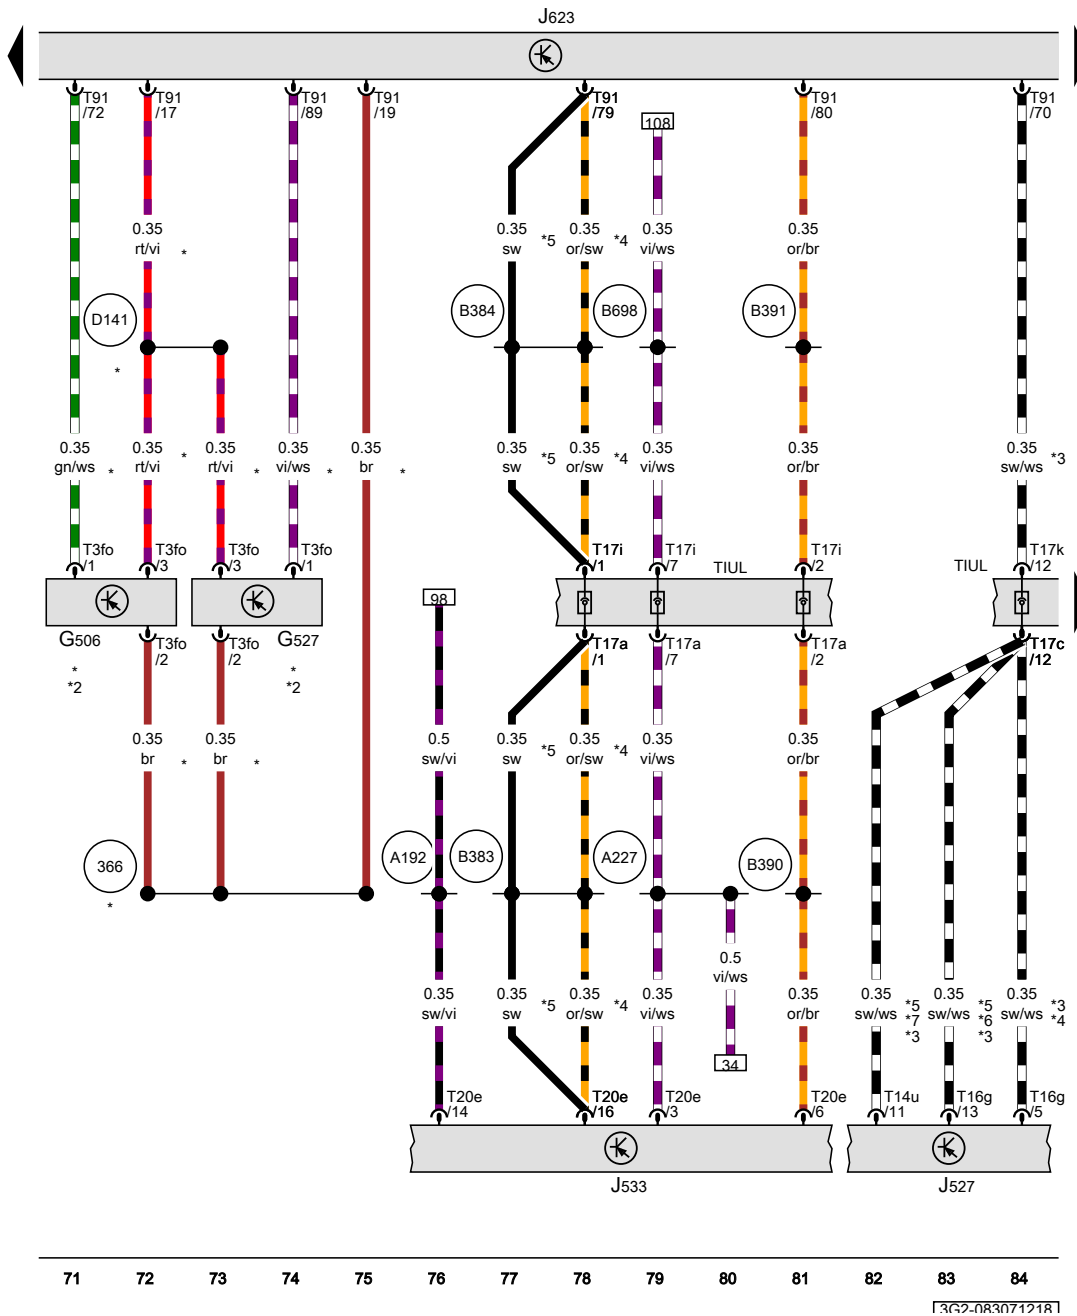 J623
T91 T91 T91 T91 T91 T91 T91
/72 /17 /89 /19 /79 /80 /70
108
0.35 0.35 0.35 0.35 0.35
rt/vi * sw *5 or/sw *4 vi/ws or/br
D141 B384 B698 B391
*
0.35 0.35 0.35 0.35 0.35 0.35 0.35 0.35 0.35 0.35
gn/ws * rt/vi * rt/vi * vi/ws * br * sw *5 or/sw *4 vi/ws or/br sw/ws *3
T3fo T3fo T3fo T3fo T17i T17i T17i T17k
/1 /3 /3 /1 /1 /7 TIUL /2 TIUL /12
98
G506 T3fo T3fo G527 T17a T17a T17a T17c
/2 /2 /1 /7 /2 /12
* *
*2 *2
0.35 0.35 0.5 0.35 0.35 0.35 0.35
br * br * sw/vi sw *5 or/sw *4 vi/ws or/br
366 A192 B383 A227 B390
*
0.5
vi/ws
0.35 0.35 0.35 0.35 0.35 0.35 0.35 0.35
sw/vi sw *5 or/sw *4 vi/ws or/br sw/ws *5 sw/ws *5 sw/ws *3
*7 *6 *4
*3 *3
34
T20e T20e T20e T20e T14u T16g T16g
/14 /16 /3 /6 /11 /13 /5
J533 J527
71 72 73 74 75 76 77 78 79 80 81 82 83 84
3G2-083071218